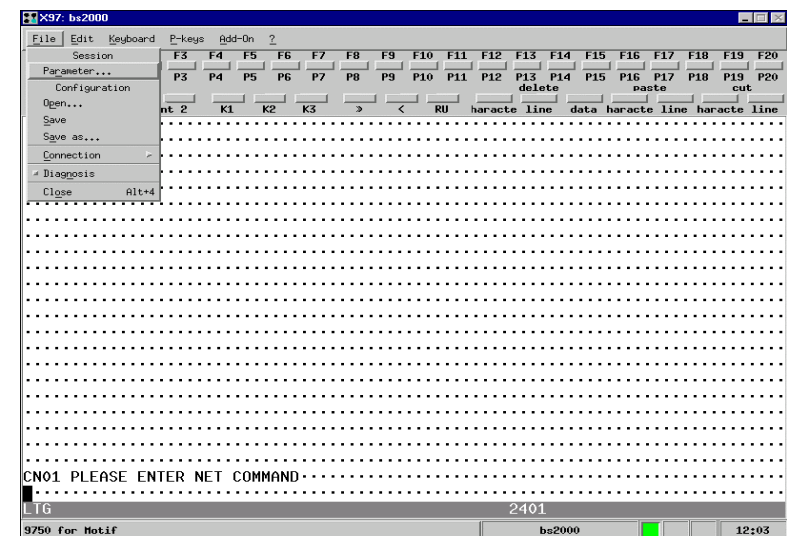 X97: bs2000
File Edit Keyboard P-keys Add-On ?
Session
Parameter...
Configuration
Open...
Save
Save as...
Connection
Diagnosis
Close Alt+4
F3 F4 F5 F6 F7 F8 F9 F10 F11 F12 F13 F14 F15 F16 F17 F18 F19 F20
P3 P4 P5 P6 P7 P8 P9 P10 P11 P12 P13 P14 P15 P16 P17 P18 P19 P20
delete paste cut
nt 2 K1 K2 K3 > < RU haracte line data haracte line haracte line
CN01 PLEASE ENTER NET COMMAND
LTG 2401
9750 for Motif bs2000 12:03